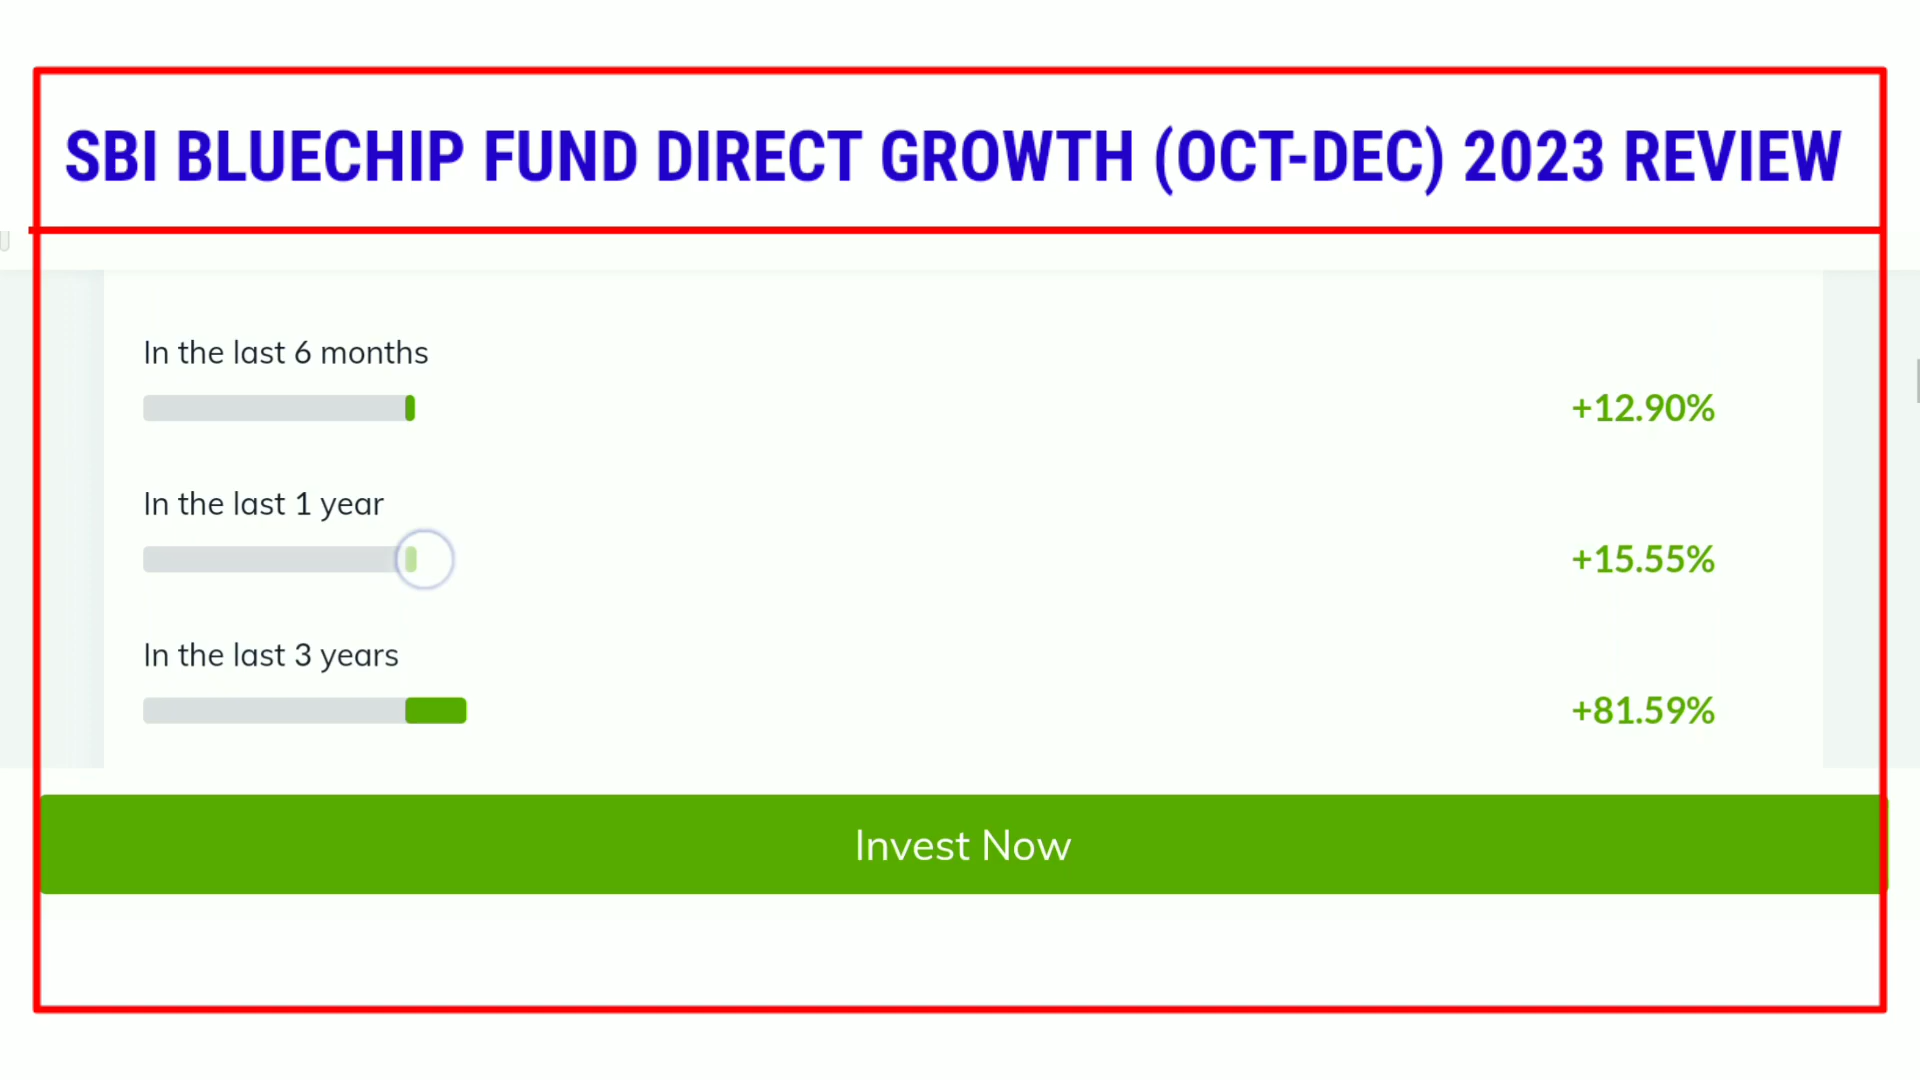 SBI BLUECHIP FUND DIRECT GROWTH (OCT-DEC) 2023 REVIEW
In the last 6 months
+12.90%
In the last 1 year
+15.55%
In the last 3 years
+81.59%
Invest Now